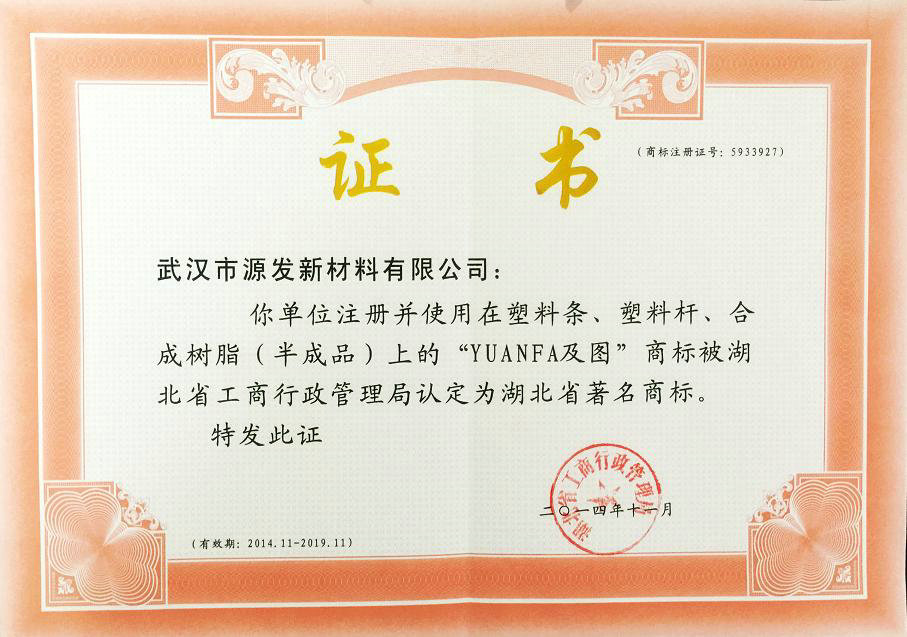 证 书
（商标注册证号：5933927）
武汉市源发新材料有限公司：
你单位注册并使用在塑料条、塑料杆、合
成树脂（半成品）上的“YUANFA及图”商标被湖
北省工商行政管理局认定为湖北省著名商标。
特发此证
湖北省工商行政管理局
二〇一四年十一月
（有效期：2014.11-2019.11）